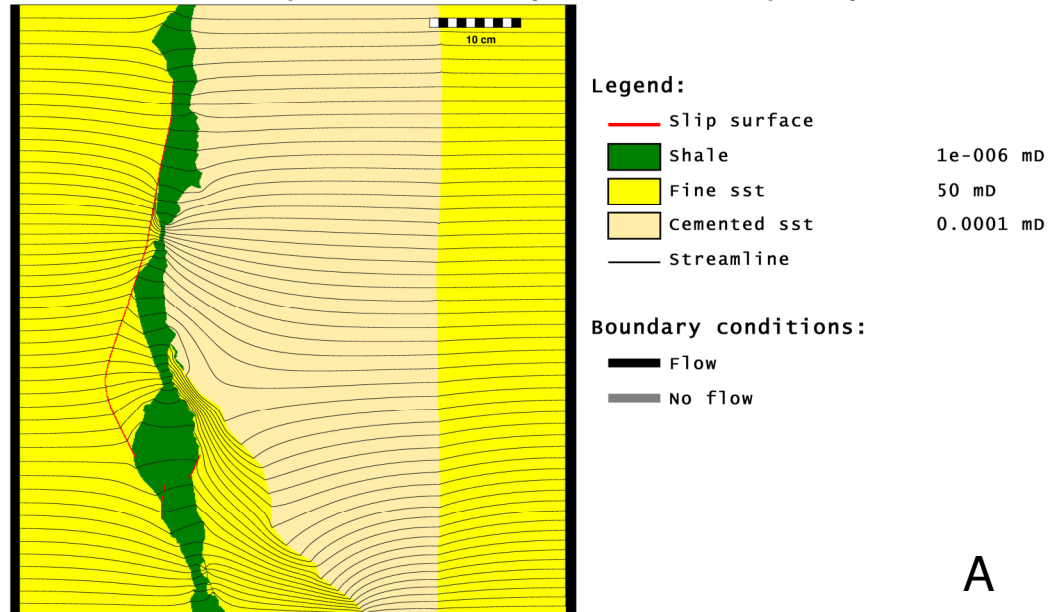 10 cm
Legend:
Slip surface
Shale 1e-006 mD
Fine sst 50 mD
Cemented sst 0.0001 mD
Streamline
Boundary conditions:
Flow
No flow
A